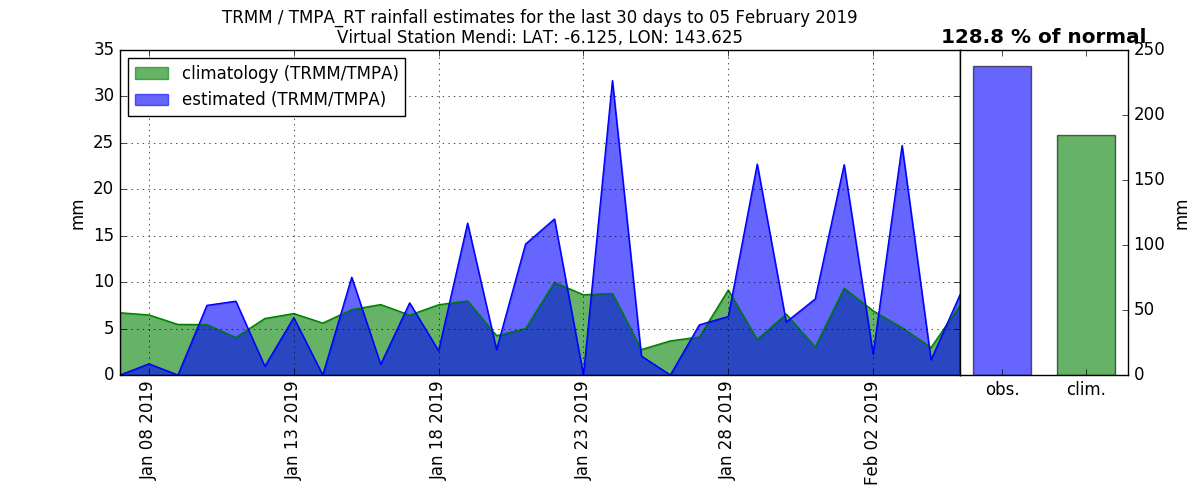 TRMM / TMPA_RT rainfall estimates for the last 30 days to 05 February 2019
Virtual Station Mendi: LAT: -6.125, LON: 143.625
128.8 % of normal
climatology (TRMM/TMPA)
estimated (TRMM/TMPA)
35
30
25
20
15
10
5
0
mm
Jan 08 2019
Jan 13 2019
Jan 18 2019
Jan 23 2019
Jan 28 2019
Feb 02 2019
obs.
clim.
250
200
150
100
50
0
mm